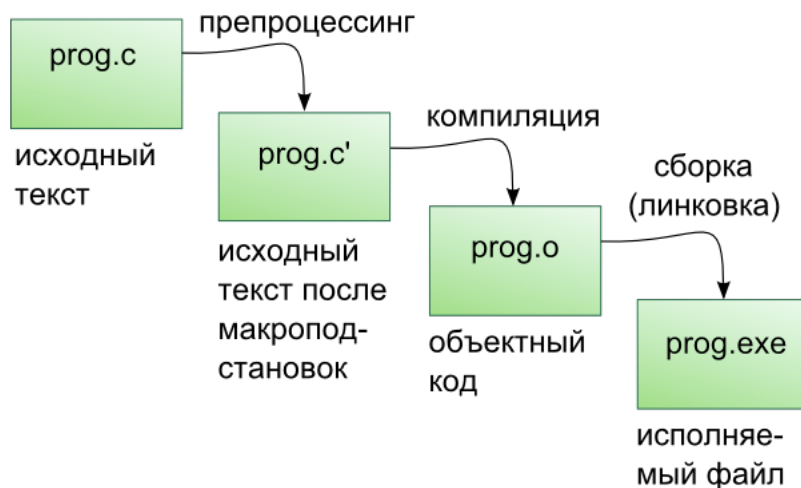 prog.c
препроцессинг
исходный
текст
prog.c'
компиляция
исходный
текст после
макропод-
становок
prog.o
сборка
(линковка)
объектный
код
prog.exe
исполняе-
мый файл